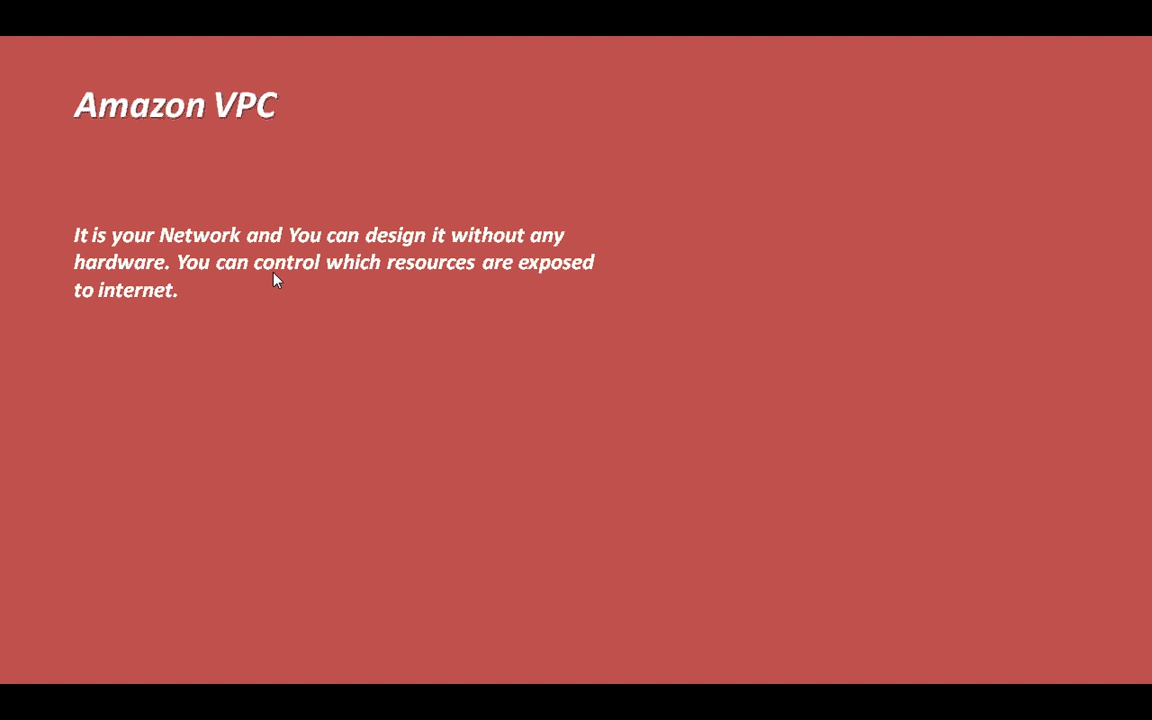 Amazon VPC
It is your Network and You can design it without any
hardware. You can control which resources are exposed
to internet.